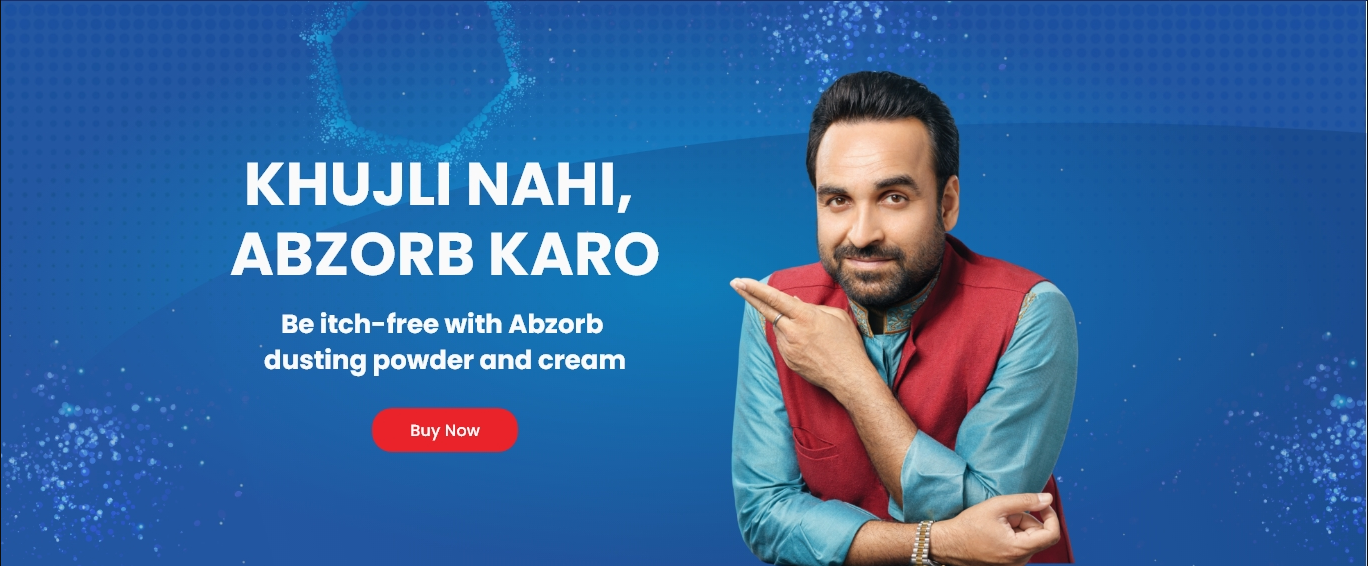 KHUJLI NAHI,
ABZORB KARO
Be itch-free with Abzorb
dusting powder and cream
Buy Now